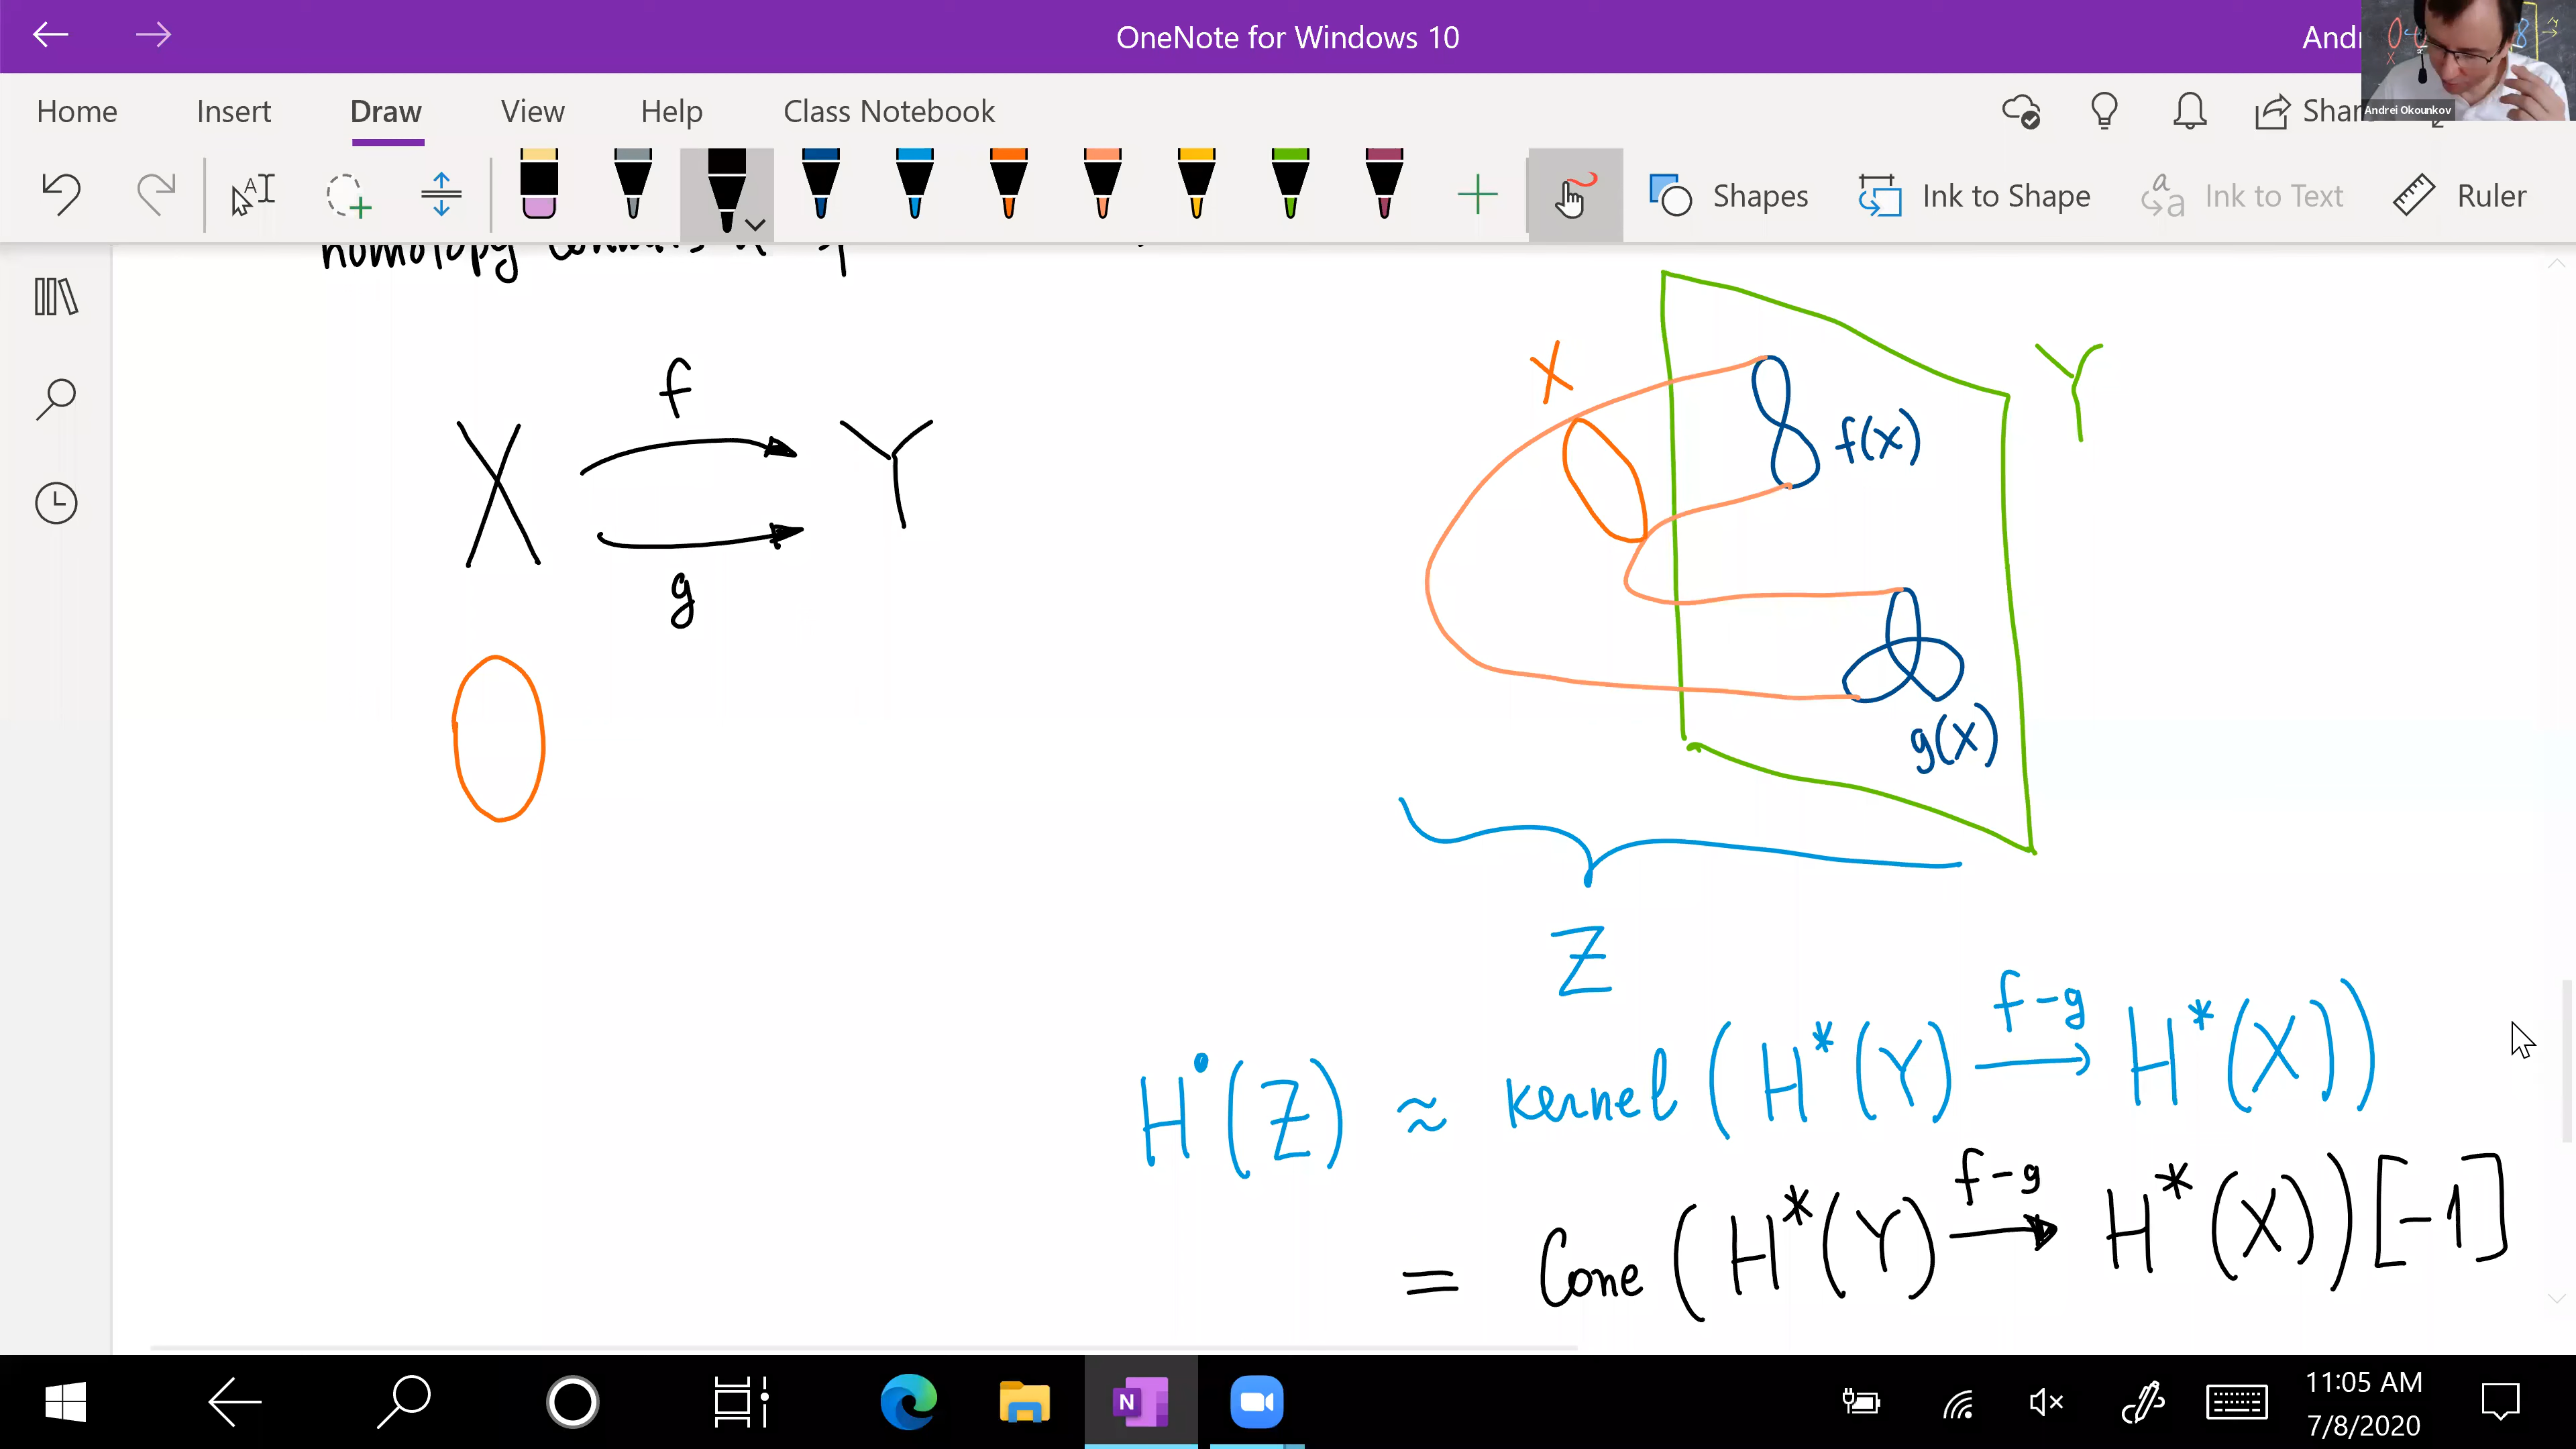 OneNote for Windows 10
Andrei Okounkov
Home Insert Draw View Help Class Notebook
Shapes Ink to Shape Ink to Text Ruler
homotopy
f
X Y
g
X Y
f(x)
g(X)
Z
f-g
H•(Z) ≈ kernel (H*(Y) → H*(X))
f-g
= Cone (H*(Y) → H*(X))[-1]
11:05 AM
7/8/2020